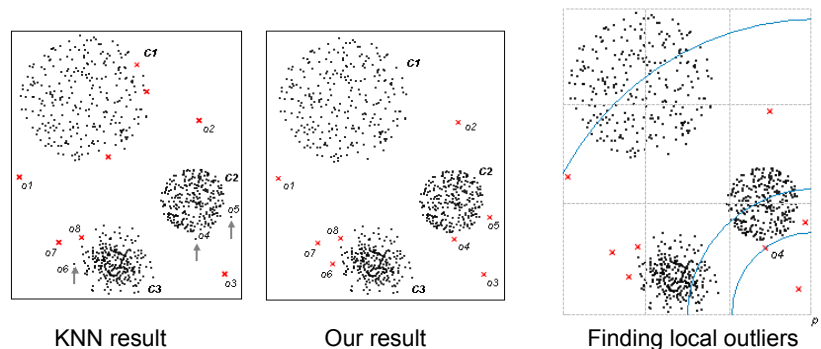 C1
o2
C2
o1
o5
o8
o4
o7
o6
o3
C3
KNN result
C1
o2
C2
o1
o5
o8
o4
o7
o6
o3
C3
Our result
o4
p
Finding local outliers